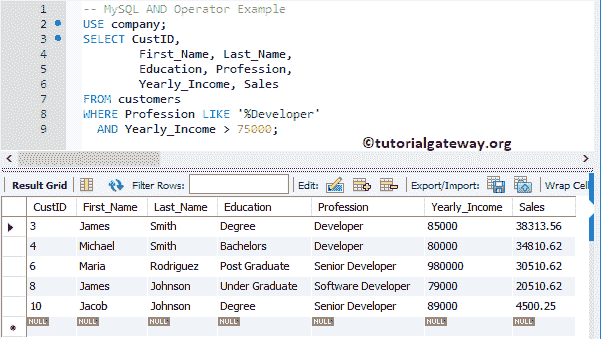 1 -- MySQL AND Operator Example
2 USE company;
3 SELECT CustID,
4 First_Name, Last_Name,
5 Education, Profession,
6 Yearly_Income, Sales
7 FROM customers
8 WHERE Profession LIKE '%Developer'
9 AND Yearly_Income > 75000;
©tutorialgateway.org
Result Grid Filter Rows: Edit: Export/Import: Wrap Cell
CustID First_Name Last_Name Education Profession Yearly_Income Sales
3 James Smith Degree Developer 85000 38313.56
4 Michael Smith Bachelors Developer 80000 34810.62
6 Maria Rodriguez Post Graduate Senior Developer 980000 30510.62
8 James Johnson Under Graduate Software Developer 79000 20510.62
10 Jacob Johnson Degree Senior Developer 89000 4500.25
NULL NULL NULL NULL NULL NULL NULL